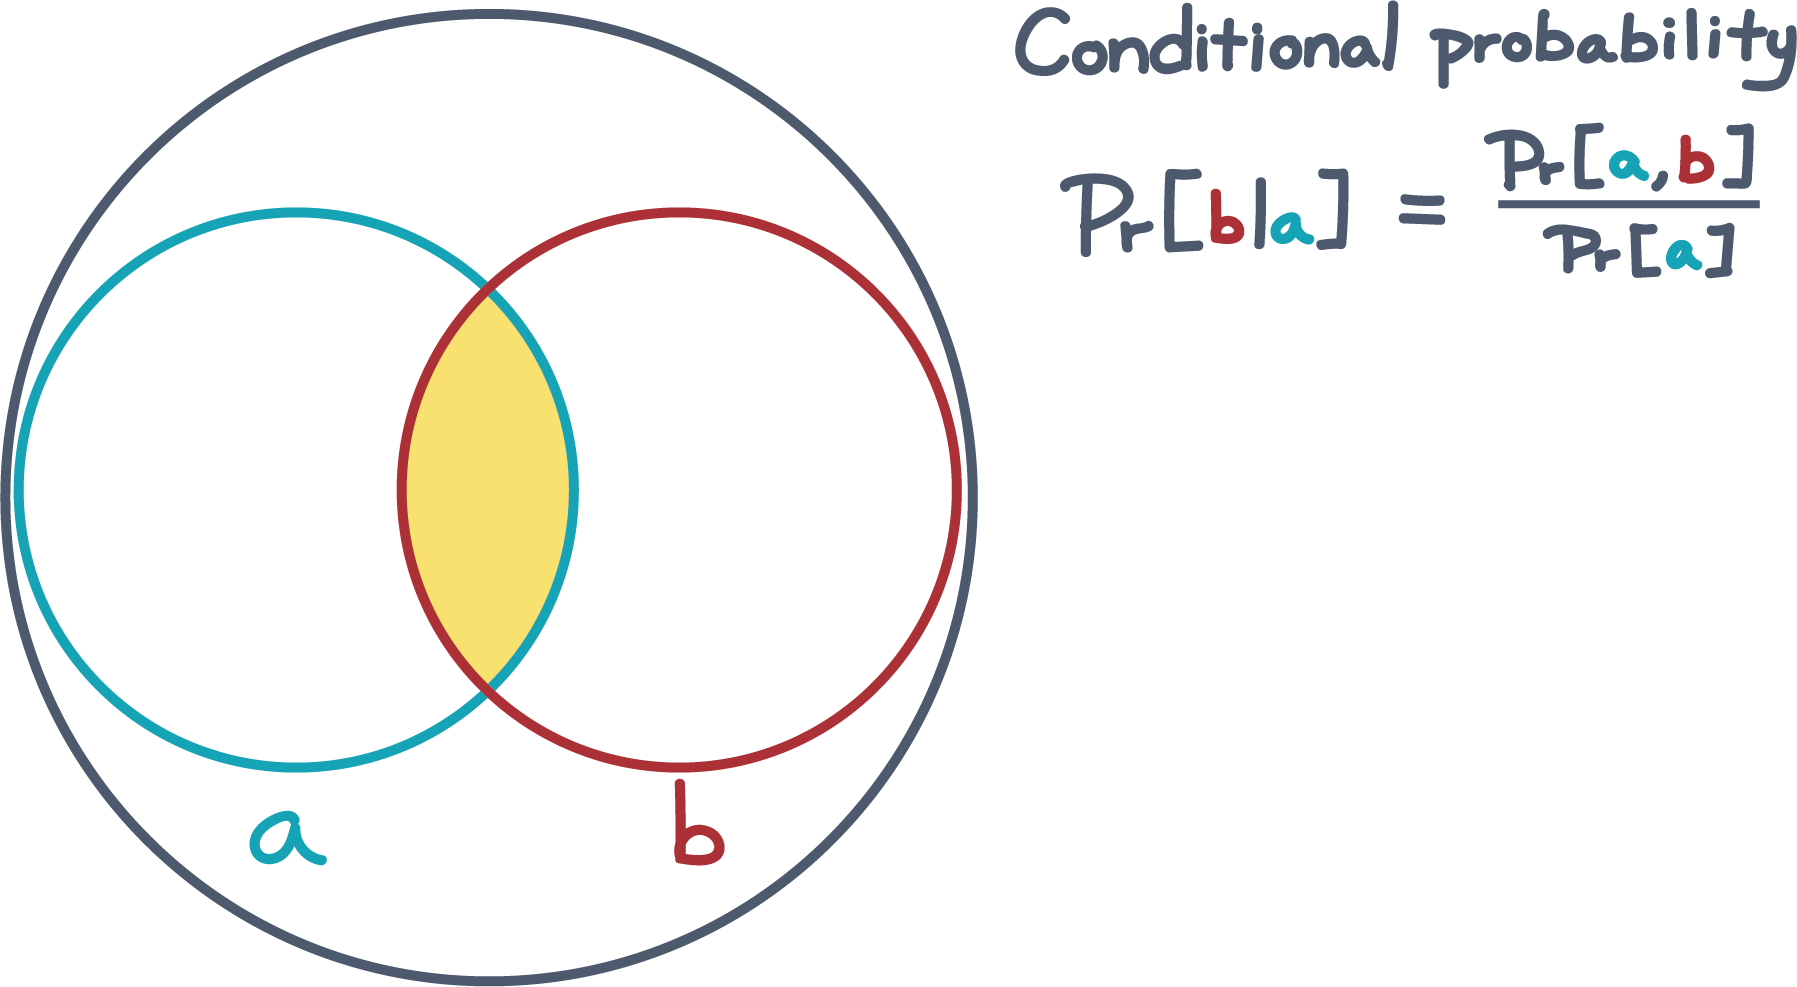 Conditional probability
Pr[b|a] = Pr[a,b]
Pr[a]
a
b